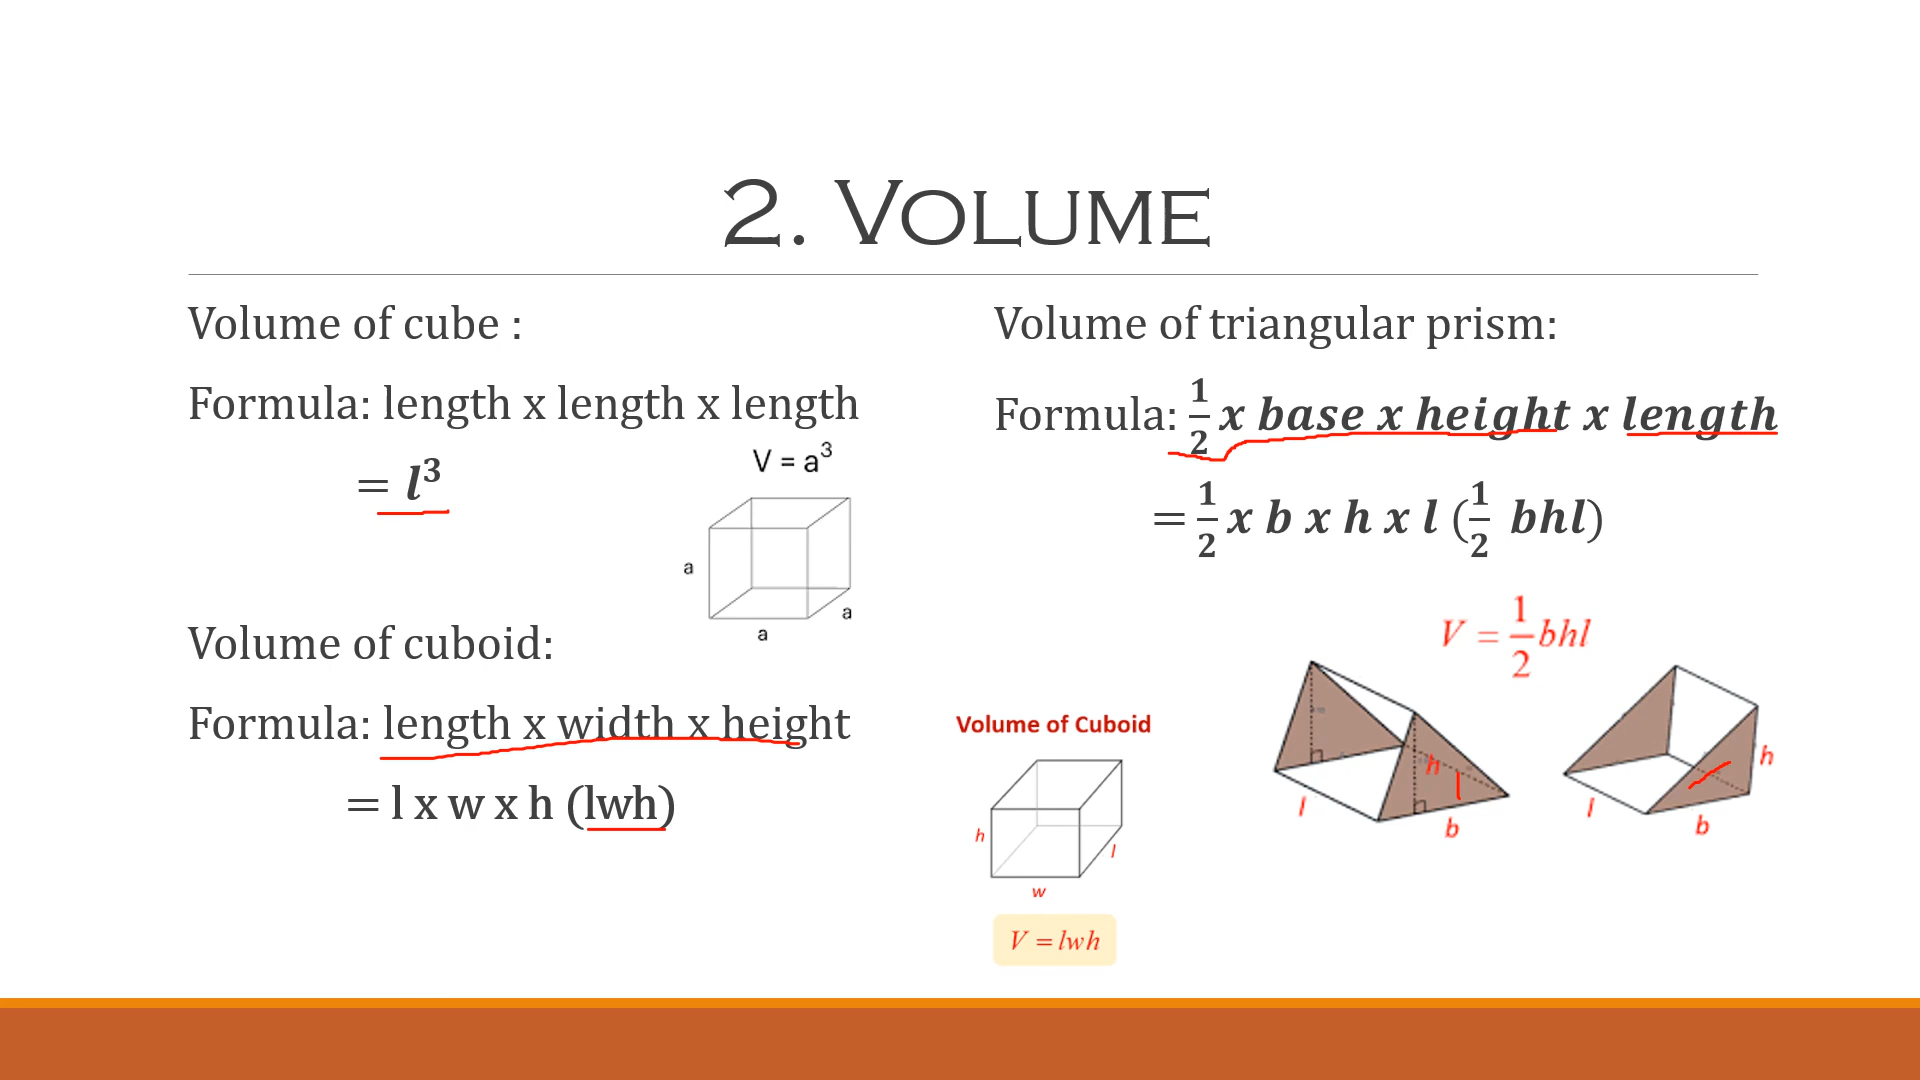 2. VOLUME
Volume of cube :
Formula: length x length x length
= l³
V = a³
a
a
a
Volume of cuboid:
Formula: length x width x height
= l x w x h (lwh)
Volume of Cuboid
h
l
w
V = lwh
Volume of triangular prism:
Formula: 1/2 x base x height x length
= 1/2 x b x h x l (1/2 bhl)
V = 1/2 bhl
h
l
b
h
l
b